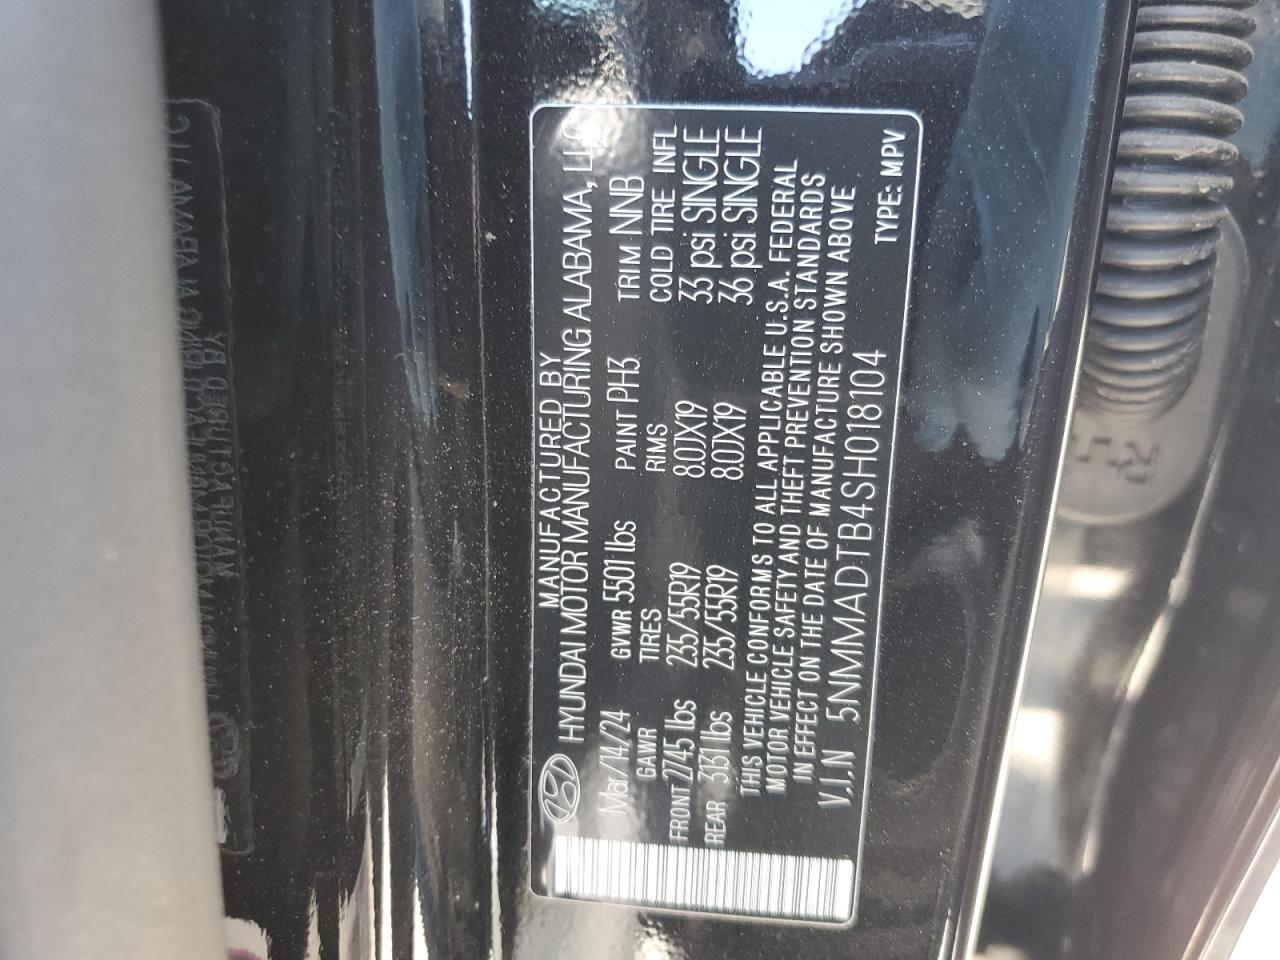 MANUFACTURED BY
HYUNDAI MOTOR MANUFACTURING ALABAMA, LLC
Mar/14/24 GVWR 5501 lbs PAINT PH3 TRIM NNB
GAWR TIRES RIMS COLD TIRE INFL
FRONT 2745 lbs 235/55R19 8.0JX19 33 psi SINGLE
REAR 3131 lbs 235/55R19 8.0JX19 36 psi SINGLE
THIS VEHICLE CONFORMS TO ALL APPLICABLE U.S.A. FEDERAL
MOTOR VEHICLE SAFETY AND THEFT PREVENTION STANDARDS
IN EFFECT ON THE DATE OF MANUFACTURE SHOWN ABOVE
V.I.N 5NMMADTB4SH018104 TYPE: MPV